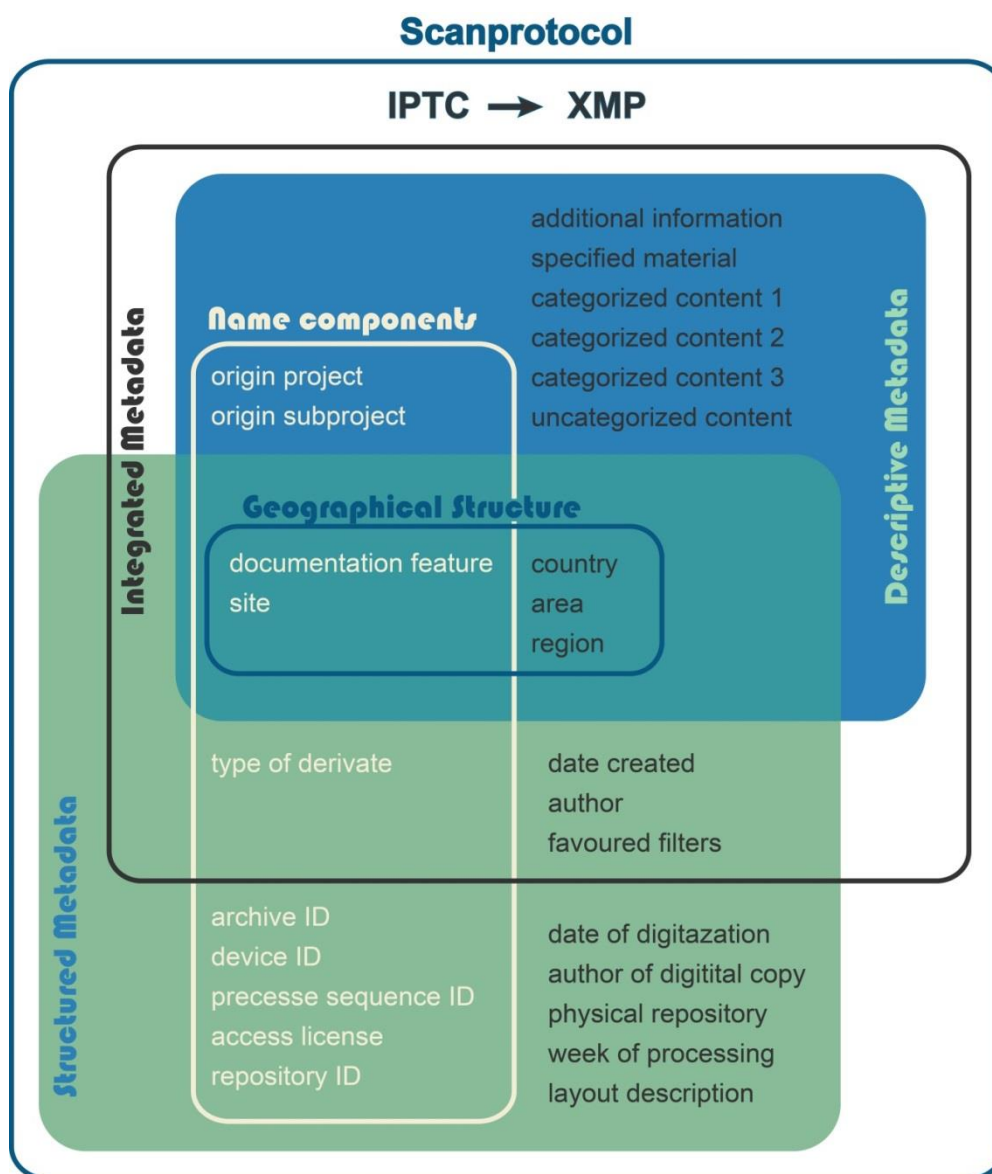 Scanprotocol
IPTC → XMP
Integrated Metadata
Descriptive Metadata
Structured Metadata
additional information
specified material
categorized content 1
categorized content 2
categorized content 3
uncategorized content
Name components
origin project
origin subproject
Geographical Structure
documentation feature
site
country
area
region
type of derivate
date created
author
favoured filters
archive ID
device ID
precesse sequence ID
access license
repository ID
date of digitazation
author of digitital copy
physical repository
week of processing
layout description